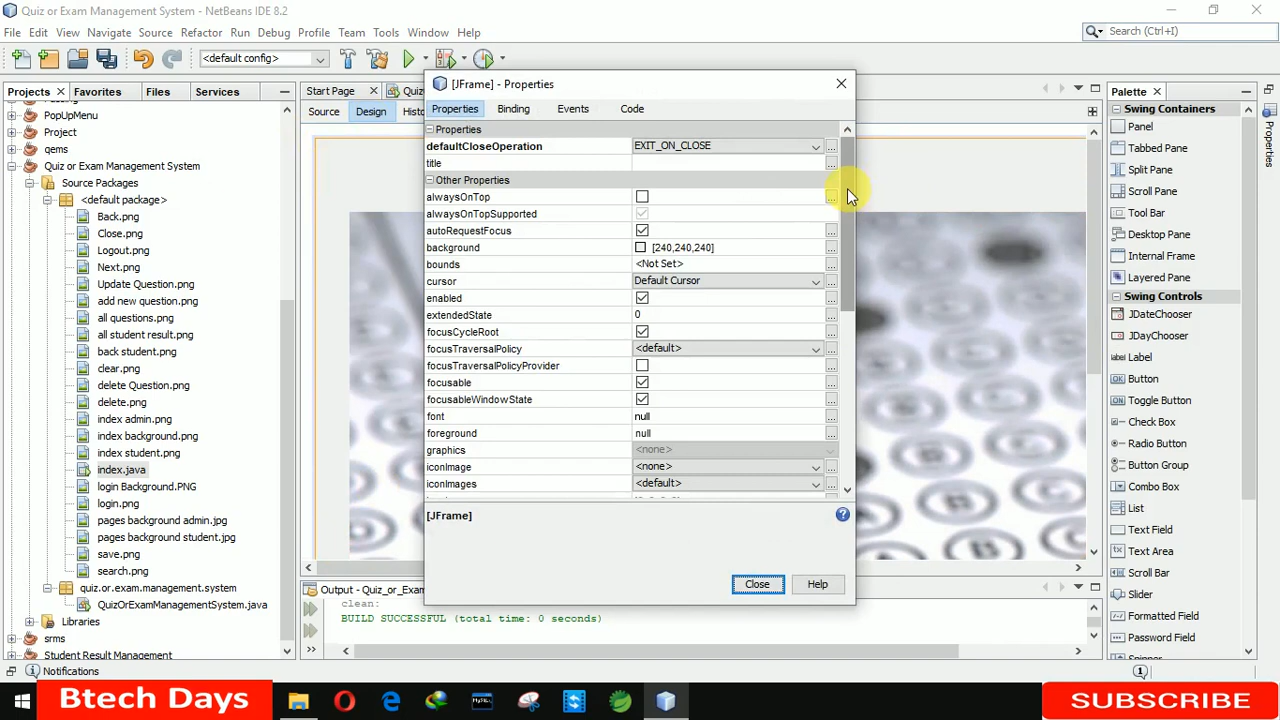 Quiz or Exam Management System - NetBeans IDE 8.2
File Edit View Navigate Source Refactor Run Debug Profile Team Tools Window Help
Search (Ctrl+I)
<default config>
Projects Favorites Files Services
PopUpMenu
Project
qems
Quiz or Exam Management System
Source Packages
<default package>
Back.png
Close.png
Logout.png
Next.png
Update Question.png
add new question.png
all questions.png
all student result.png
back student.png
clear.png
delete Question.png
delete.png
index admin.png
index background.png
index student.png
index.java
login Background.PNG
login.png
pages background admin.jpg
pages background student.jpg
save.png
search.png
quiz.or.exam.management.system
QuizOrExamManagementSystem.java
Libraries
srms
Student Result Management
Start Page
Source Design
[JFrame] - Properties
Properties Binding Events Code
Properties
defaultCloseOperation EXIT_ON_CLOSE
title
Other Properties
alwaysOnTop
alwaysOnTopSupported
autoRequestFocus
background [240,240,240]
bounds <Not Set>
cursor Default Cursor
enabled
extendedState 0
focusCycleRoot
focusTraversalPolicy <default>
focusTraversalPolicyProvider
focusable
focusableWindowState
font null
foreground null
graphics <none>
iconImage <none>
iconImages <default>
[JFrame]
Close Help
Output - Quiz_or_Exam
clean:
BUILD SUCCESSFUL (total time: 0 seconds)
Palette
Swing Containers
Panel
Tabbed Pane
Split Pane
Scroll Pane
Tool Bar
Desktop Pane
Internal Frame
Layered Pane
Swing Controls
JDateChooser
JDayChooser
Label
Button
Toggle Button
Check Box
Radio Button
Button Group
Combo Box
List
Text Field
Text Area
Scroll Bar
Slider
Formatted Field
Password Field
Properties
Notifications
1
Btech Days
SUBSCRIBE